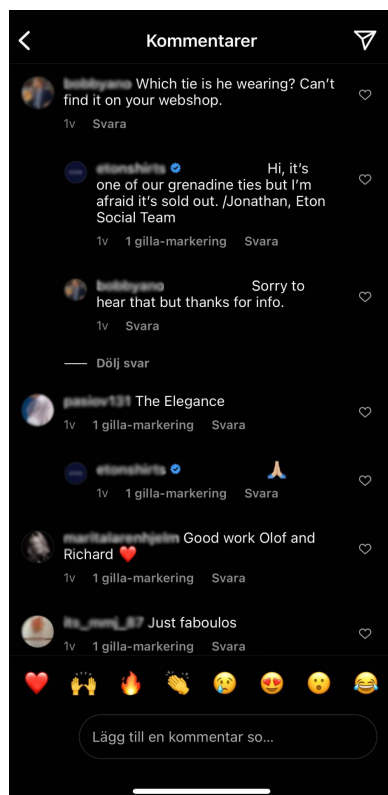 Kommentarer
Which tie is he wearing? Can't
find it on your webshop.
1v Svara
Hi, it's
one of our grenadine ties but I'm
afraid it's sold out. /Jonathan, Eton
Social Team
1v 1 gilla-markering Svara
Sorry to
hear that but thanks for info.
1v Svara
Dölj svar
The Elegance
1v 1 gilla-markering Svara
🙏🏼
1v 1 gilla-markering Svara
Good work Olof and
Richard ❤️
1v 1 gilla-markering Svara
Just faboulos
1v 1 gilla-markering Svara
❤️ 🙌 🔥 👏 😢 😍 😮 😂
Lägg till en kommentar so...